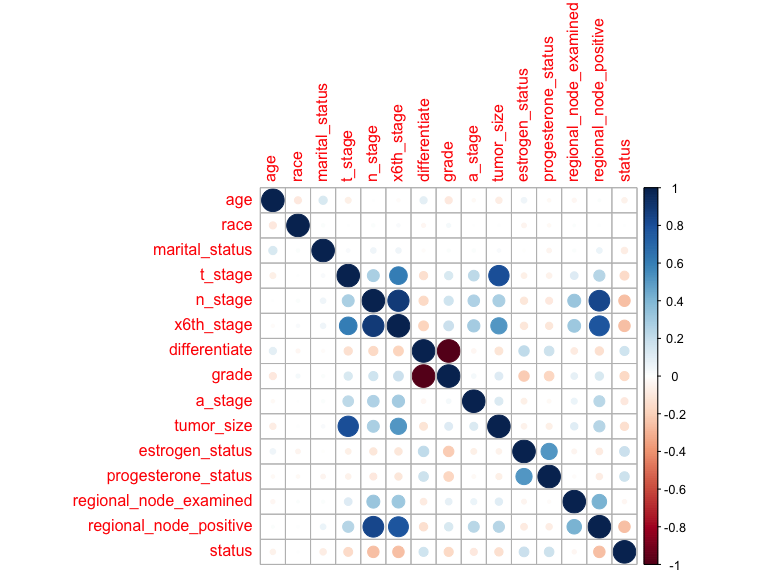 age
race
marital_status
t_stage
n_stage
x6th_stage
differentiate
grade
a_stage
tumor_size
estrogen_status
progesterone_status
regional_node_examined
regional_node_positive
status
age
race
marital_status
t_stage
n_stage
x6th_stage
differentiate
grade
a_stage
tumor_size
estrogen_status
progesterone_status
regional_node_examined
regional_node_positive
status
1
0.8
0.6
0.4
0.2
0
-0.2
-0.4
-0.6
-0.8
-1